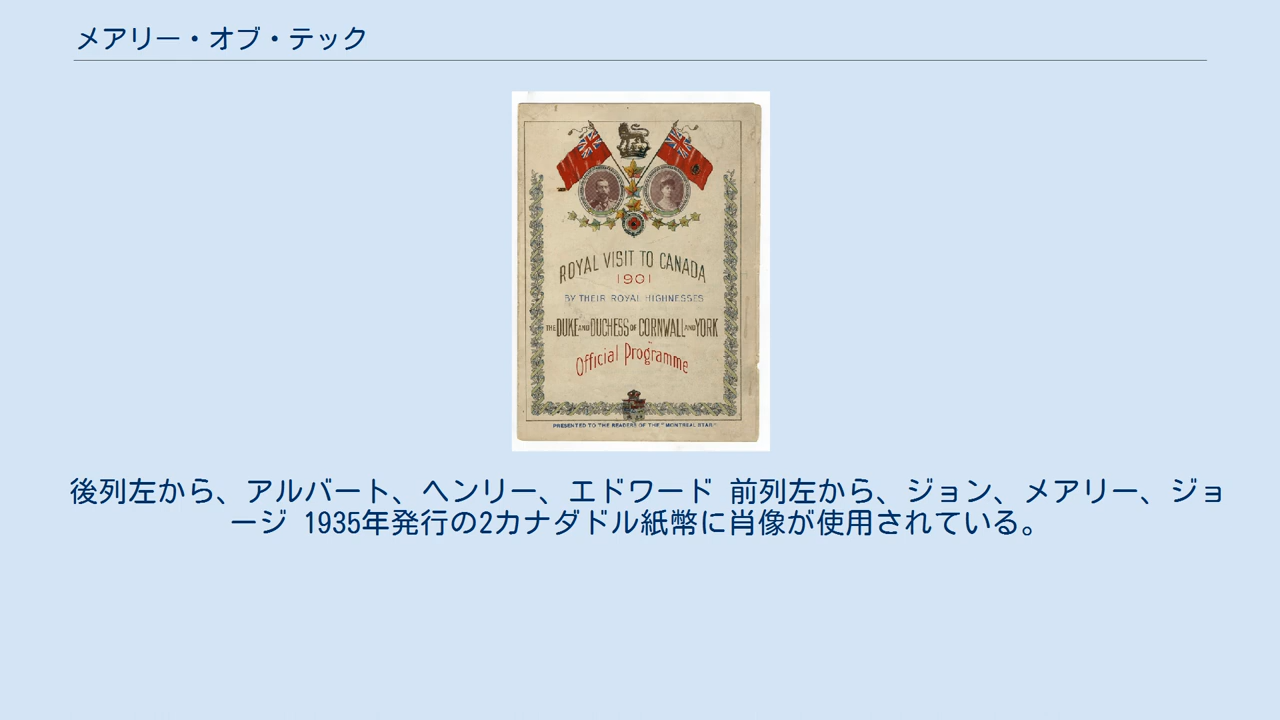 メアリー・オブ・テック
ROYAL VISIT TO CANADA
1901
BY THEIR ROYAL HIGHNESSES
THE DUKE AND DUCHESS OF CORNWALL AND YORK
Official Programme
PRESENTED TO THE READERS OF THE "MONTREAL STAR"
後列左から、アルバート、ヘンリー、エドワード 前列左から、ジョン、メアリー、ジョ
ージ 1935年発行の2カナダドル紙幣に肖像が使用されている。